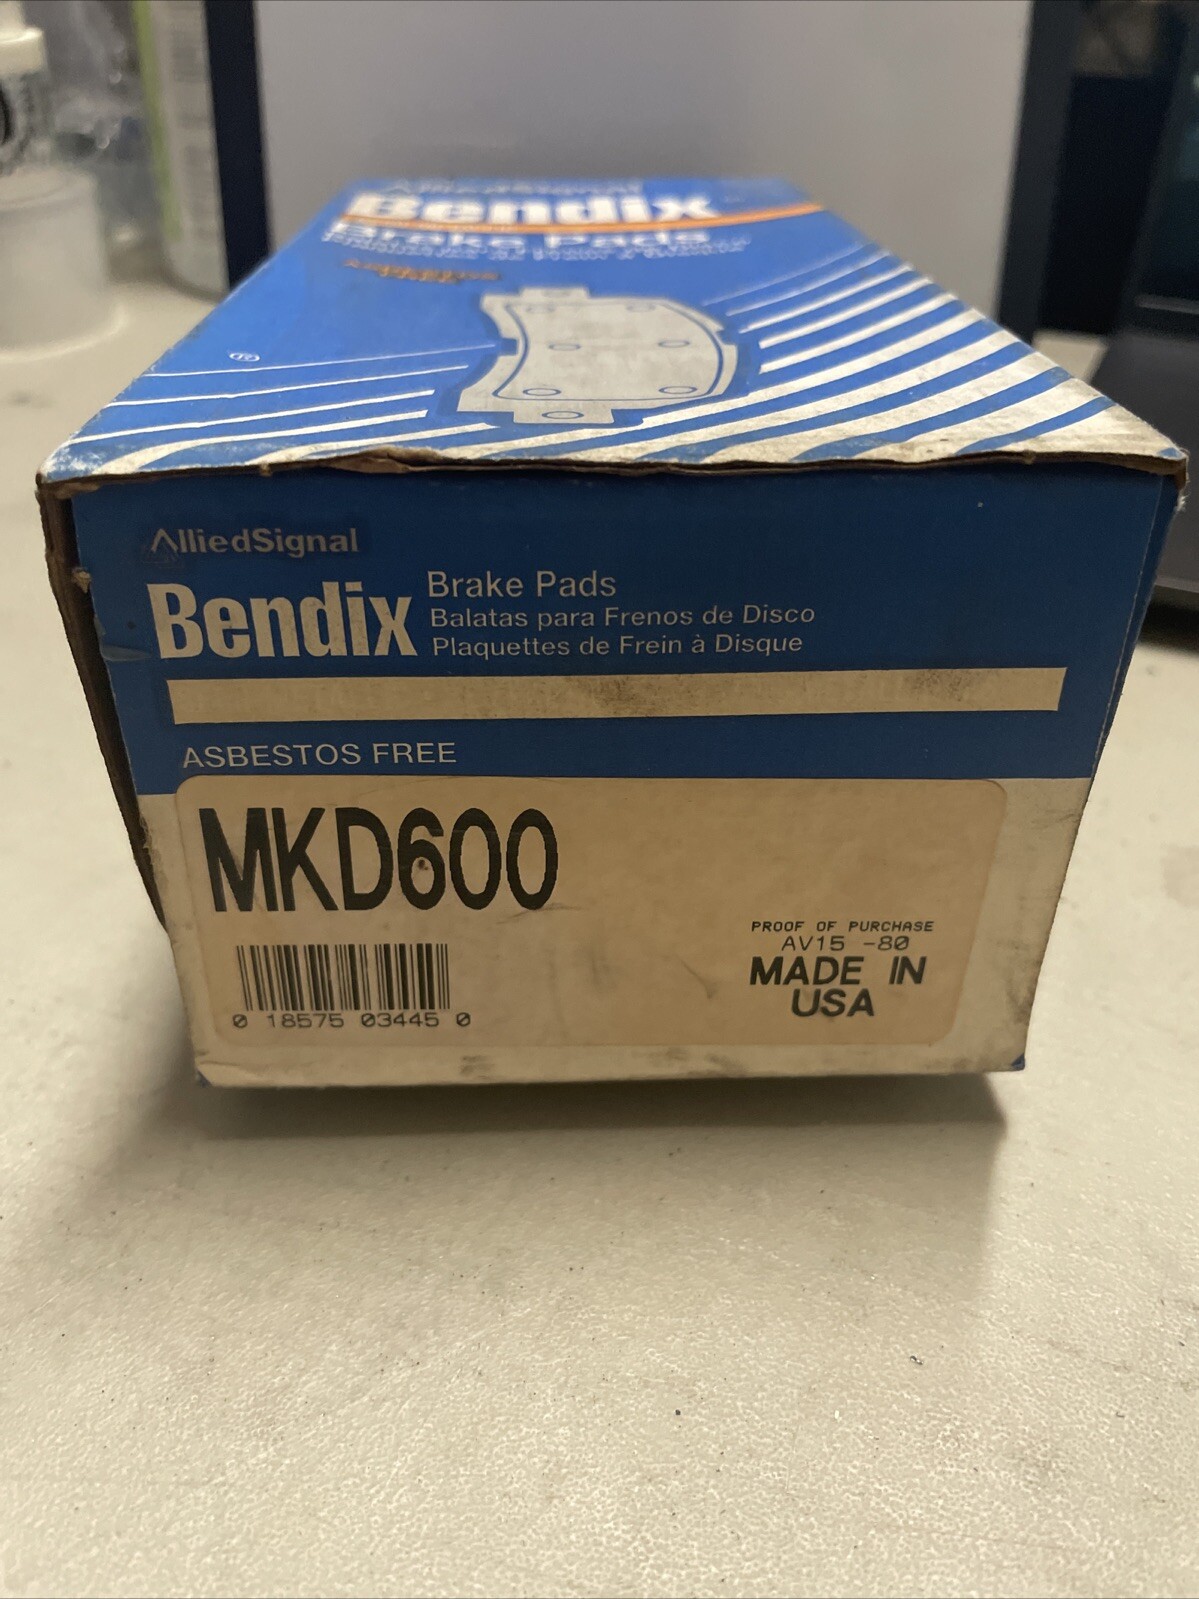 AlliedSignal
Bendix
Brake Pads
AlliedSignal
Bendix
Brake Pads
Balatas para Frenos de Disco
Plaquettes de Frein à Disque
ASBESTOS FREE
MKD600
PROOF OF PURCHASE
AV15 -80
MADE IN
USA
0 18575 03445 0